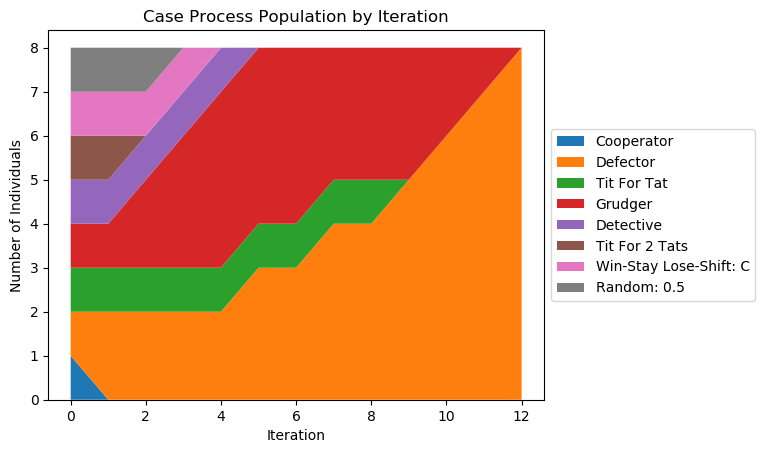 Case Process Population by Iteration
Number of Individuals
8
7
6
5
4
3
2
1
0
0 2 4 6 8 10 12
Iteration
Cooperator
Defector
Tit For Tat
Grudger
Detective
Tit For 2 Tats
Win-Stay Lose-Shift: C
Random: 0.5